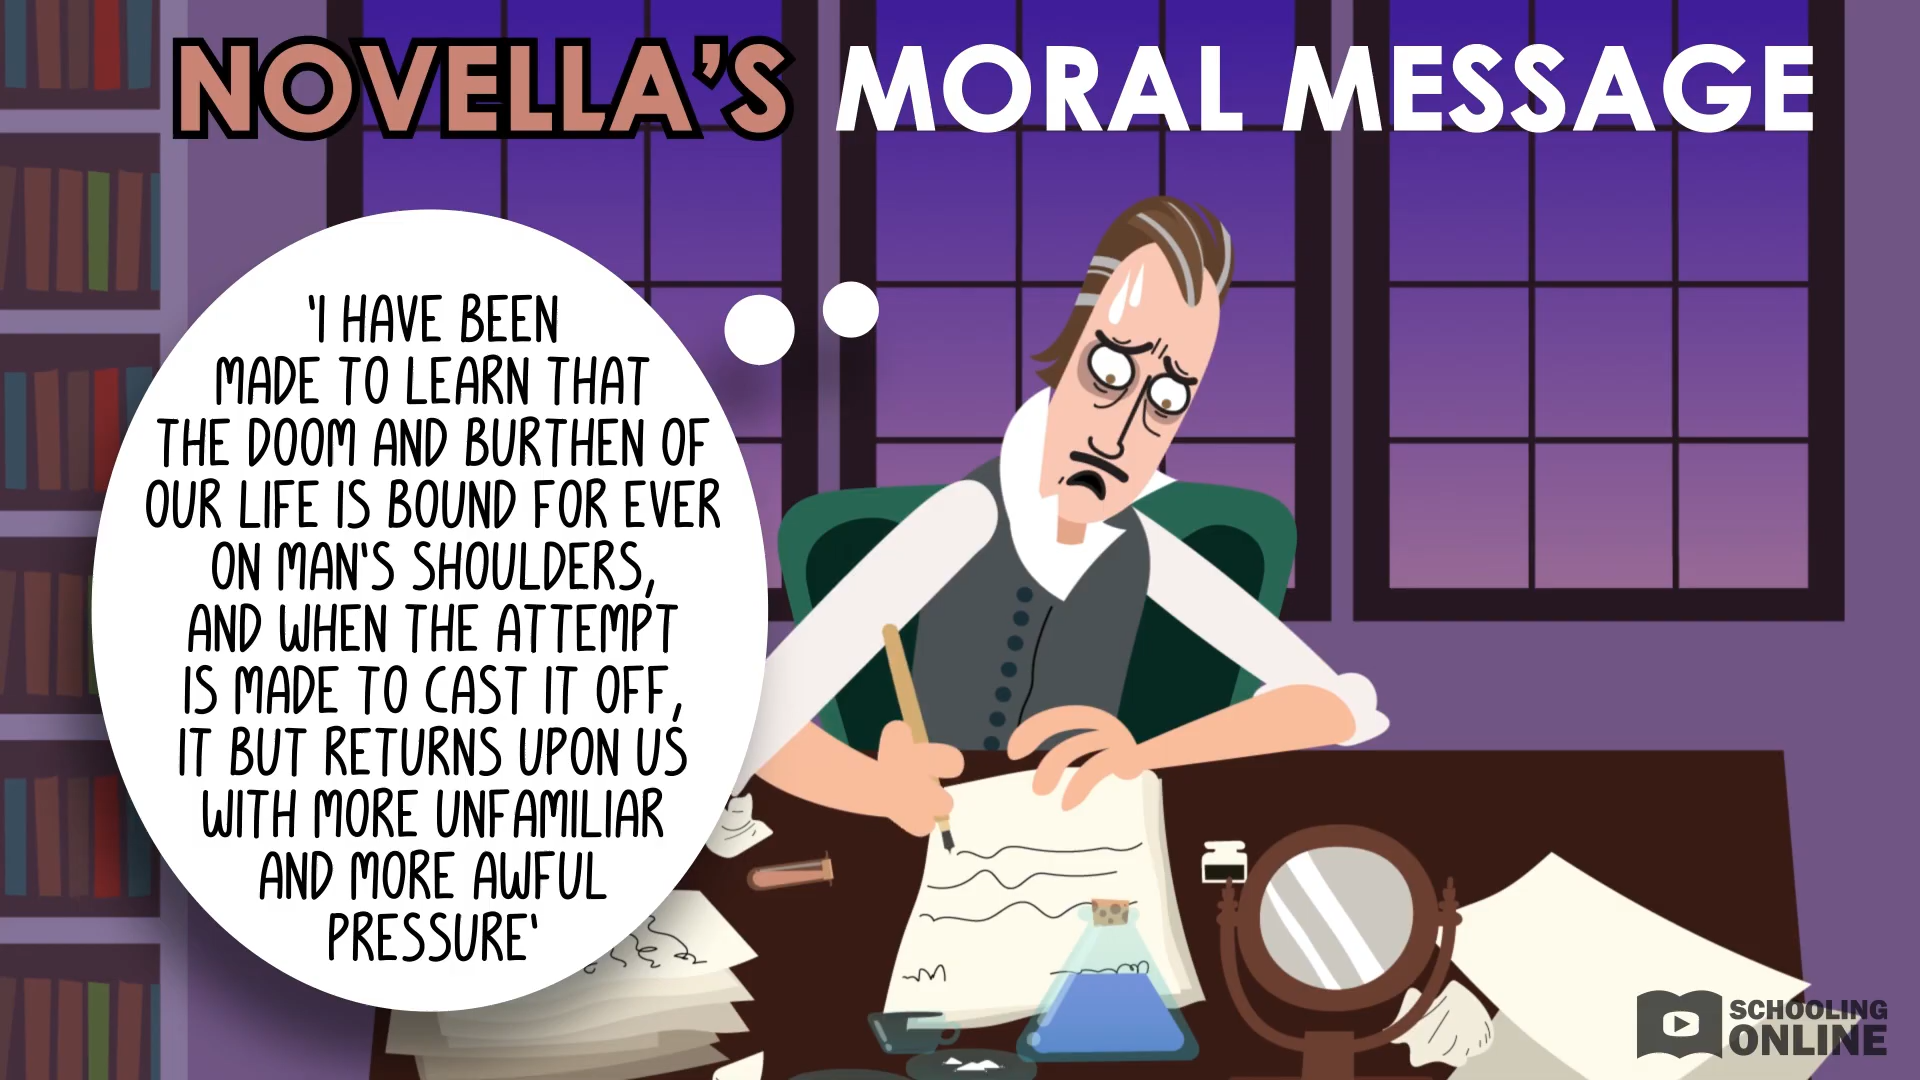 NOVELLA'S MORAL MESSAGE
'I HAVE BEEN
MADE TO LEARN THAT
THE DOOM AND BURTHEN OF
OUR LIFE IS BOUND FOR EVER
ON MAN'S SHOULDERS,
AND WHEN THE ATTEMPT
IS MADE TO CAST IT OFF,
IT BUT RETURNS UPON US
WITH MORE UNFAMILIAR
AND MORE AWFUL
PRESSURE'
SCHOOLING
ONLINE